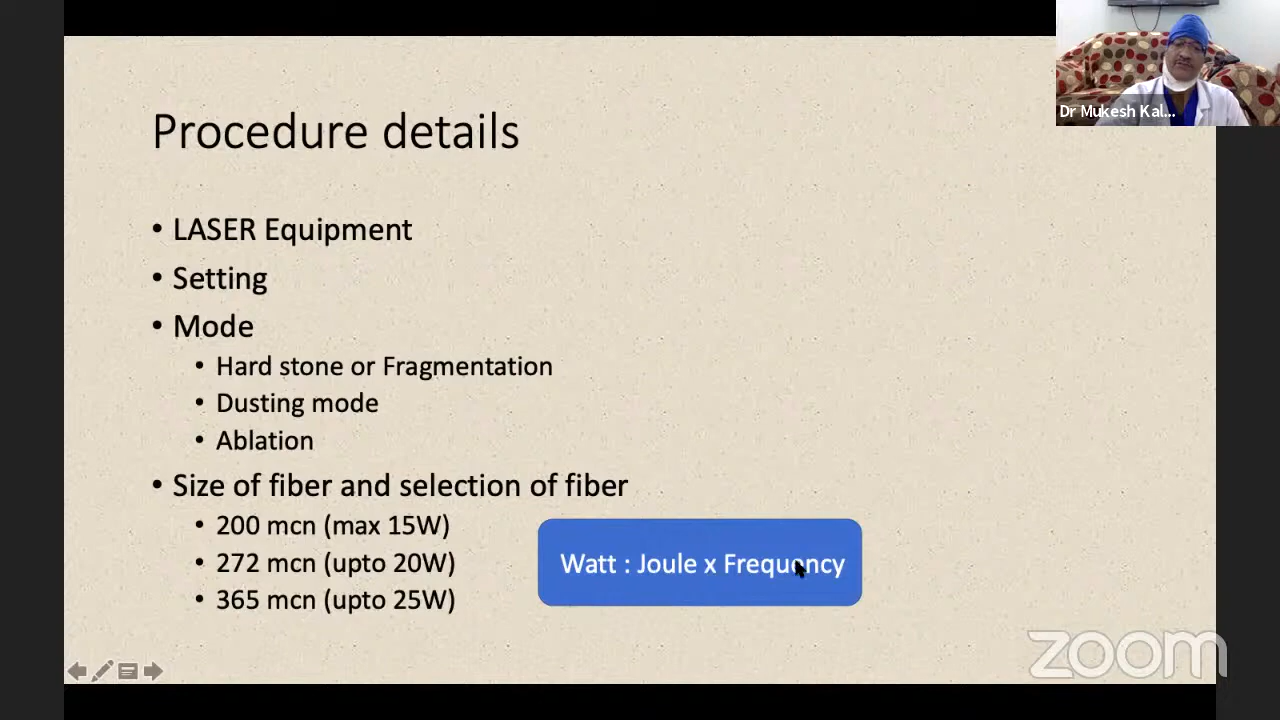 Dr Mukesh Kal...
Procedure details
• LASER Equipment
• Setting
• Mode
• Hard stone or Fragmentation
• Dusting mode
• Ablation
• Size of fiber and selection of fiber
• 200 mcn (max 15W)
• 272 mcn (upto 20W)
• 365 mcn (upto 25W)
Watt : Joule x Frequency
zoom